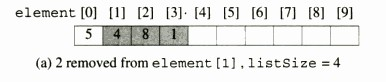 element [0] [1] [2] [3] [4] [5] [6] [7] [8] [9]
5 4 8 1
(a) 2 removed from element[1], listSize = 4